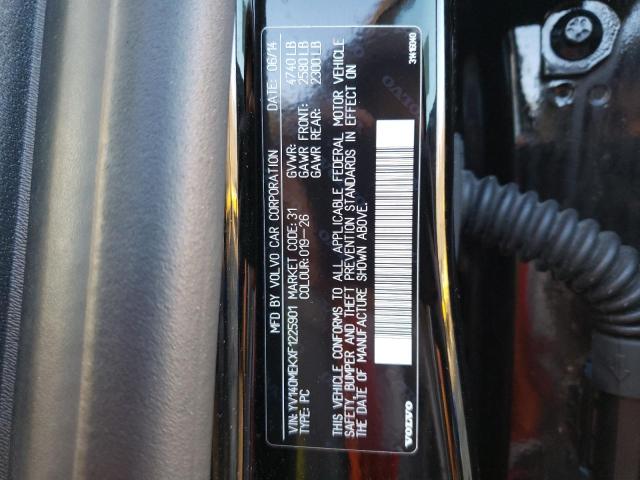 MFD BY VOLVO CAR CORPORATION DATE: 06/14
VIN: YV140MEKXF1225901 MARKET CODE: 31 GVWR: 4740 LB
TYPE: PC COLOUR: 019-26 GAWR FRONT: 2580 LB
GAWR REAR: 2300 LB
THIS VEHICLE CONFORMS TO ALL APPLICABLE FEDERAL MOTOR VEHICLE
SAFETY, BUMPER AND THEFT PREVENTION STANDARDS IN EFFECT ON
THE DATE OF MANUFACTURE SHOWN ABOVE.
VOLVO